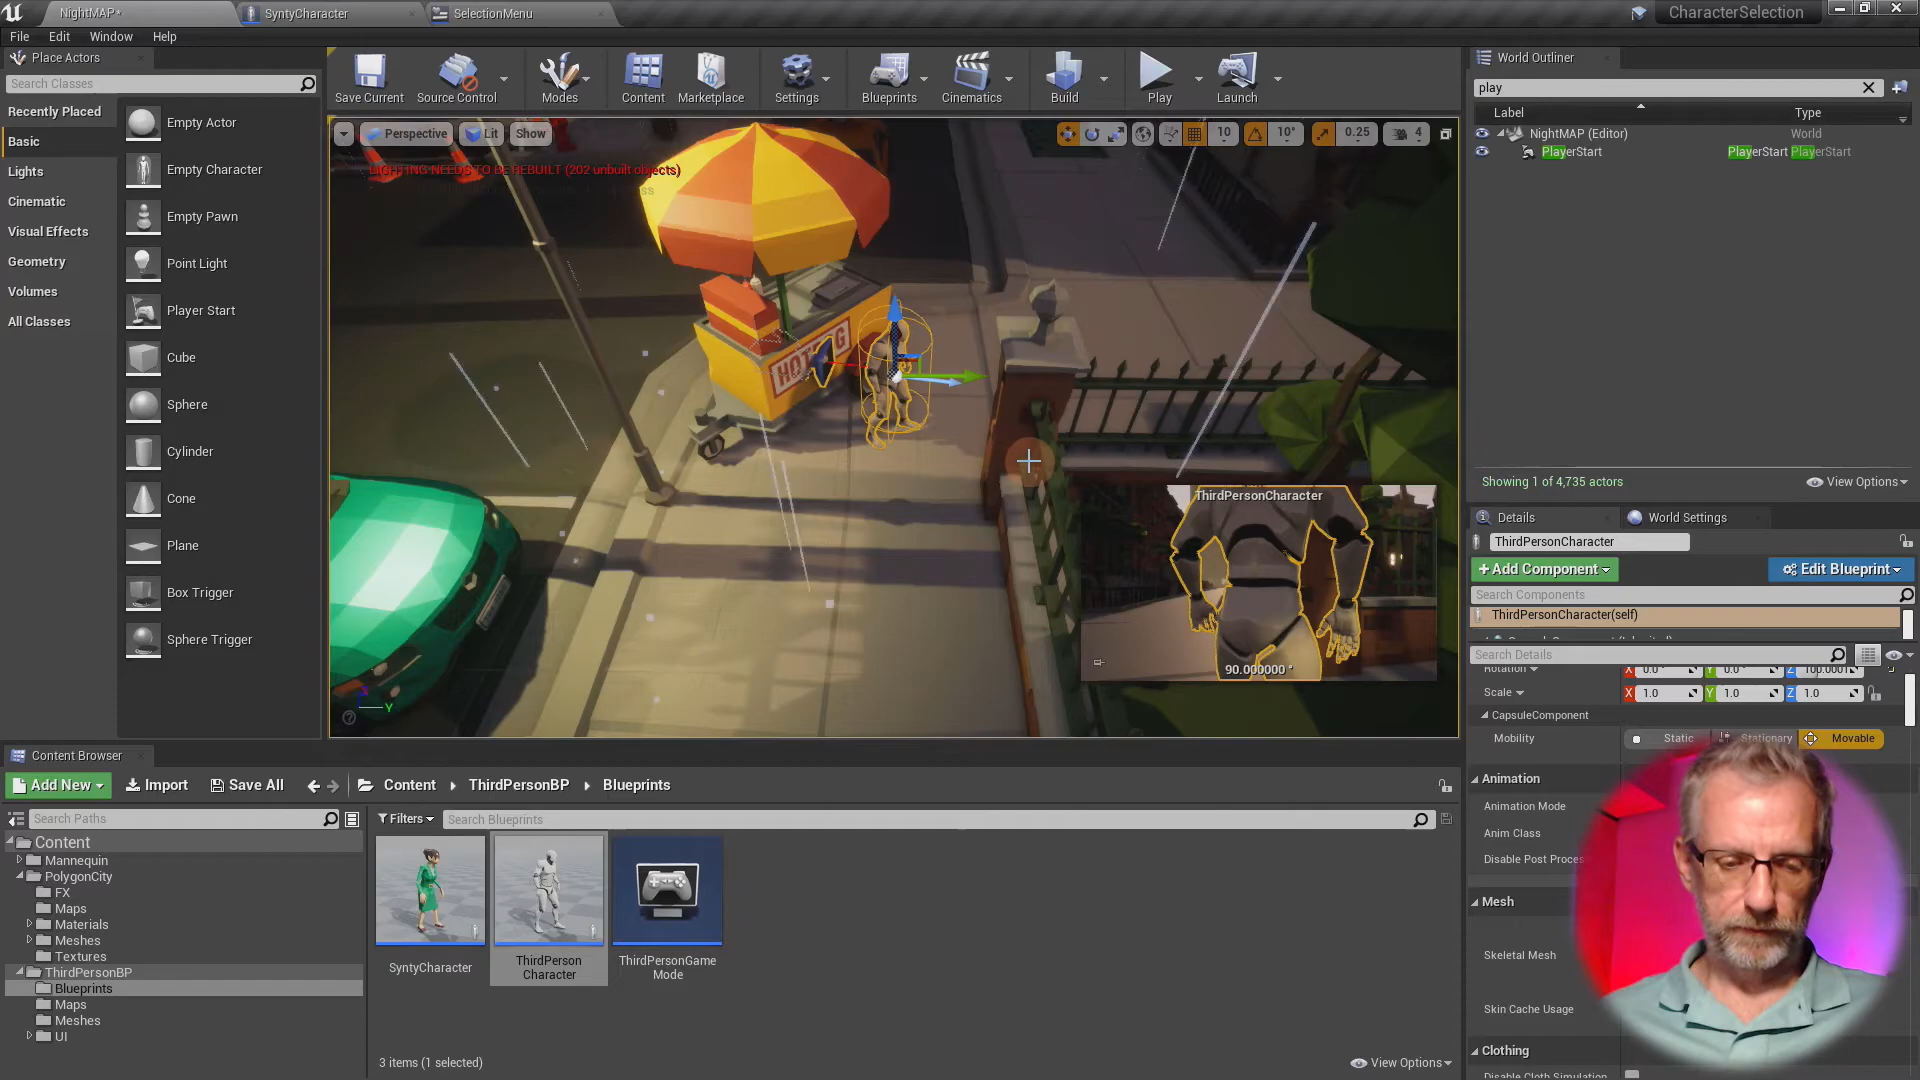 NightMAP*
SyntyCharacter
SelectionMenu
CharacterSelection
File Edit Window Help
Place Actors
Search Classes
Recently Placed
Basic
Lights
Cinematic
Visual Effects
Geometry
Volumes
All Classes
Empty Actor
Empty Character
Empty Pawn
Point Light
Player Start
Cube
Sphere
Cylinder
Cone
Plane
Box Trigger
Sphere Trigger
Save Current
Source Control
Modes
Content
Marketplace
Settings
Blueprints
Cinematics
Build
Play
Launch
Perspective
Lit
Show
10
10°
0.25
4
LIGHTING NEEDS TO BE REBUILT (202 unbuilt objects)
HOT
ThirdPersonCharacter
90.000000 °
Y
World Outliner
play
Label
Type
NightMAP (Editor)
World
PlayerStart
PlayerStart PlayerStart
Showing 1 of 4,735 actors
View Options
Details
World Settings
ThirdPersonCharacter
+ Add Component
Edit Blueprint
Search Components
ThirdPersonCharacter(self)
Search Details
Rotation
X 0.0° Y 0.0° Z
Scale
X 1.0 Y 1.0 Z 1.0
CapsuleComponent
Mobility
Static
Stationary
Movable
Animation
Animation Mode
Anim Class
Disable Post Proce
Mesh
Skeletal Mesh
Skin Cache Usage
Clothing
Disable Cloth Simulation
Content Browser
Add New
Import
Save All
Content
ThirdPersonBP
Blueprints
Search Paths
Filters
Search Blueprints
Content
Mannequin
PolygonCity
FX
Maps
Materials
Meshes
Textures
ThirdPersonBP
Blueprints
Maps
Meshes
UI
SyntyCharacter
ThirdPerson
Character
ThirdPersonGame
Mode
3 items (1 selected)
View Options